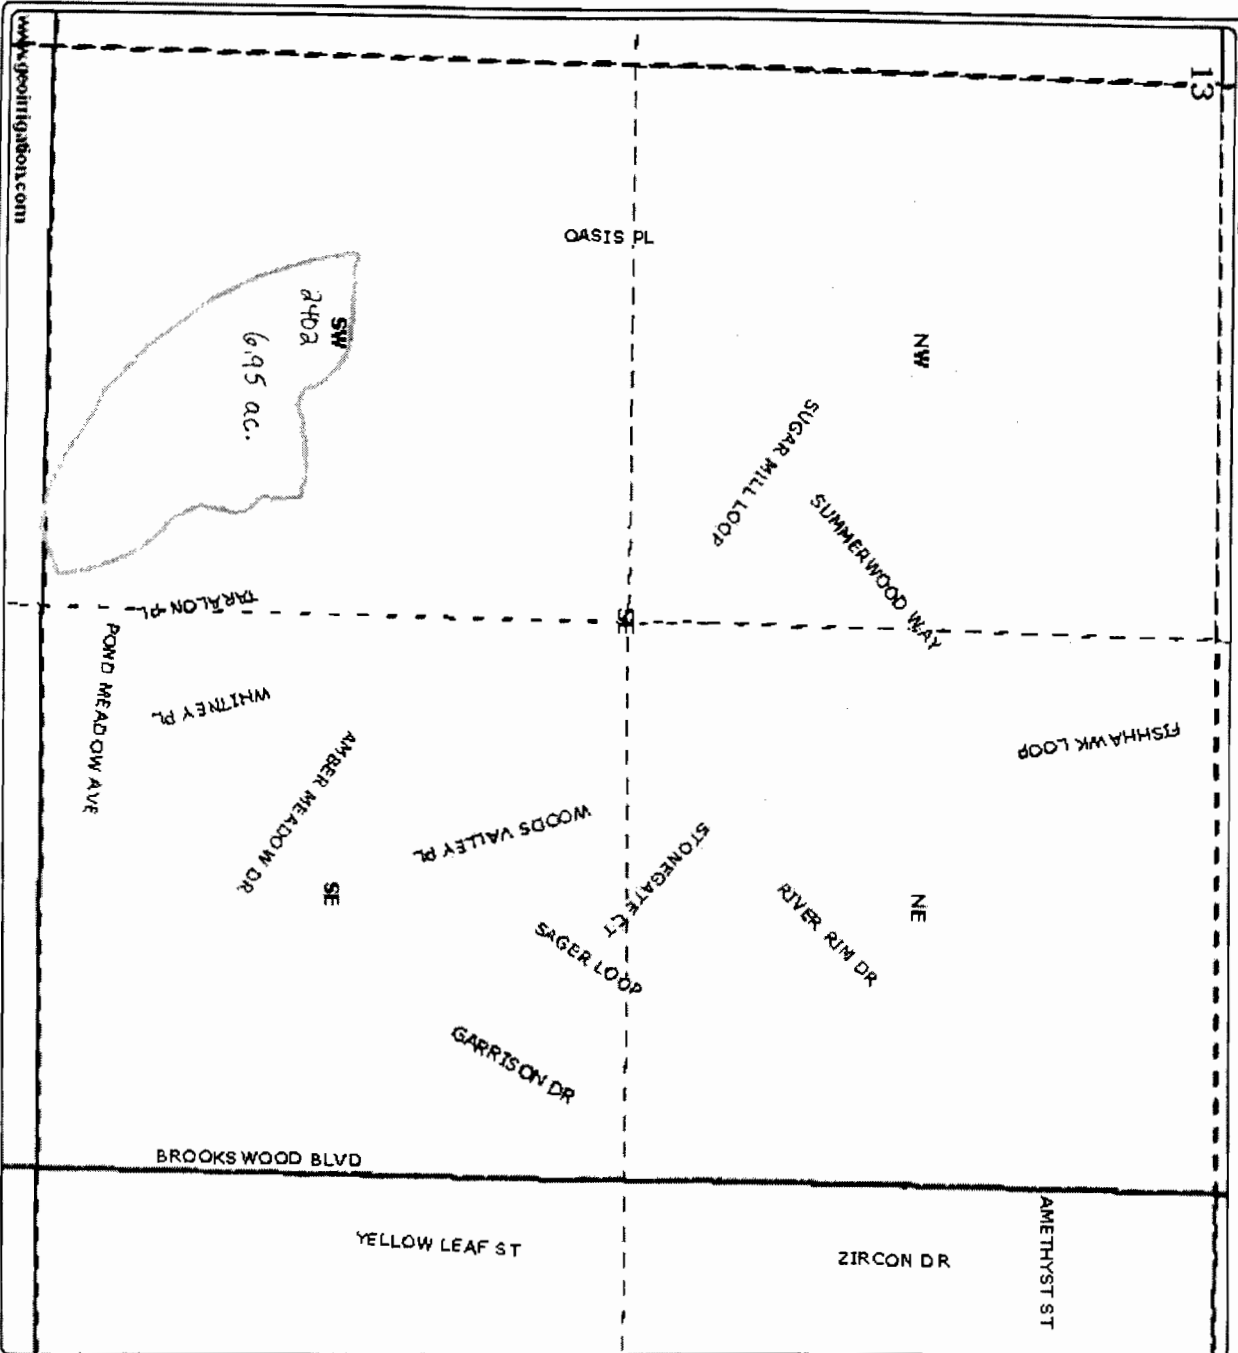 13
www.geoirrigation.com
OASIS PL
SW
2402
6.95 ac.
NW
SUGAR MILL LOOP
SUMMERWOOD WAY
TARALON PL
SE
POND MEADOW AVE
WHITNEY PL
FISHHAWK LOOP
AMBER MEADOW DR
WOODS VALLEY PL
STONEGATE CT
SE
RIVER RIM DR
NE
SAGER LOOP
GARRISON DR
BROOKSWOOD BLVD
YELLOW LEAF ST
ZIRCON DR
AMETHYST ST